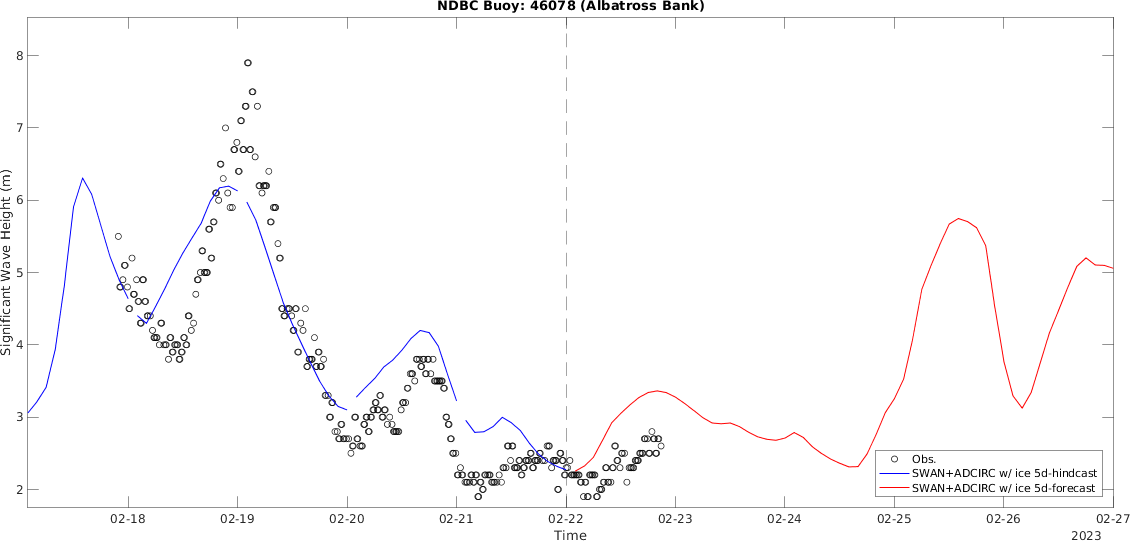 NDBC Buoy: 46078 (Albatross Bank)
Significant Wave Height (m)
8
7
6
5
4
3
2
Obs.
SWAN+ADCIRC w/ ice 5d-hindcast
SWAN+ADCIRC w/ ice 5d-forecast
02-18 02-19 02-20 02-21 02-22 02-23 02-24 02-25 02-26 02-27
Time
2023